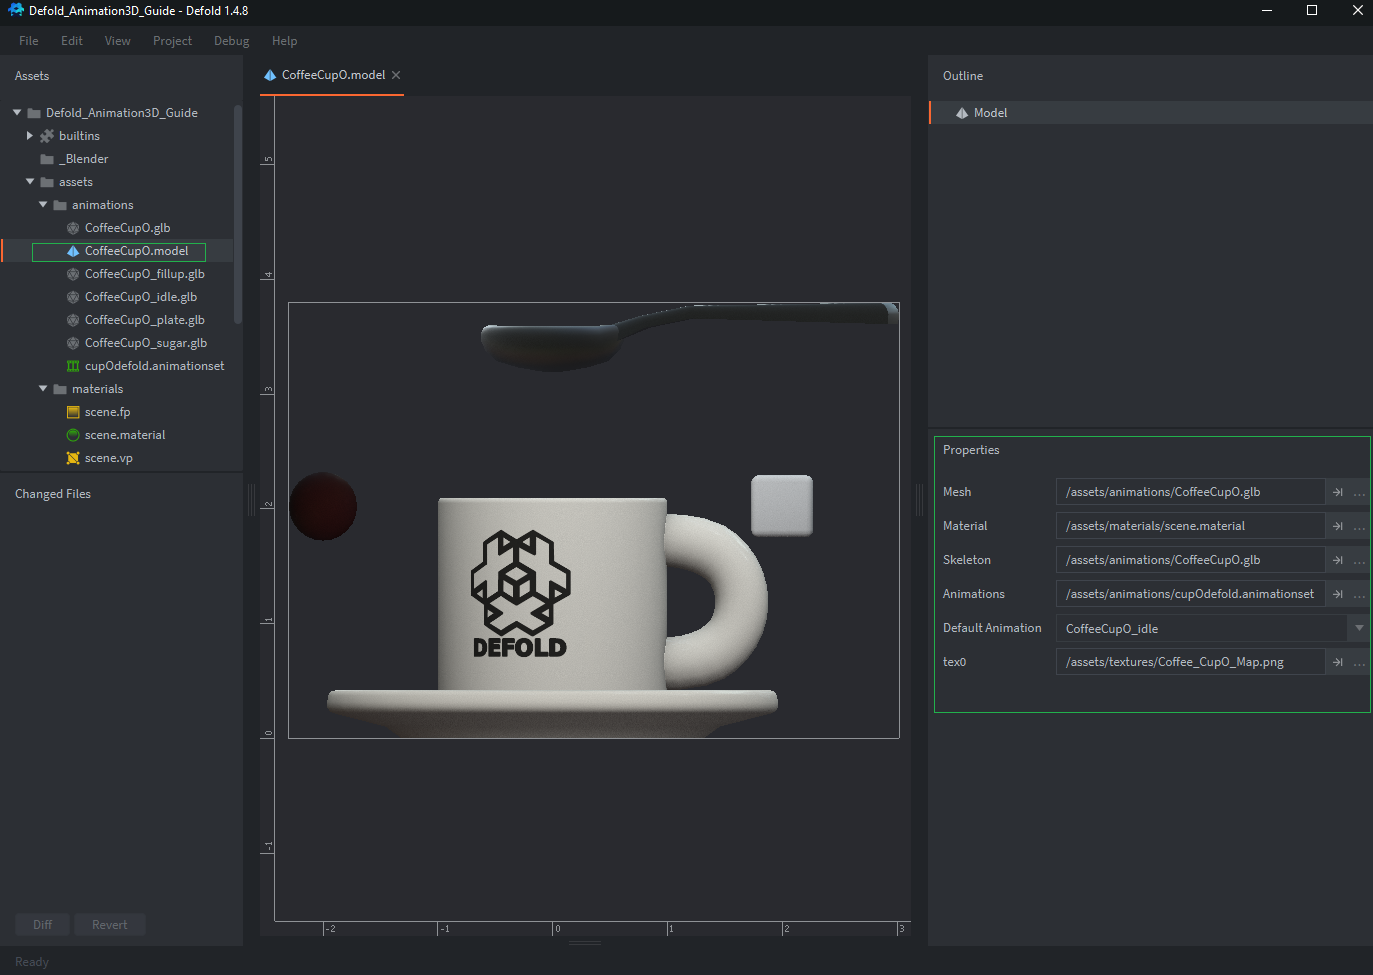 Defold_Animation3D_Guide - Defold 1.4.8
File Edit View Project Debug Help
Assets
Defold_Animation3D_Guide
builtins
_Blender
assets
animations
CoffeeCupO.glb
CoffeeCupO.model
CoffeeCupO_fillup.glb
CoffeeCupO_idle.glb
CoffeeCupO_plate.glb
CoffeeCupO_sugar.glb
cupOdefold.animationset
materials
scene.fp
scene.material
scene.vp
Changed Files
Diff Revert
Ready
CoffeeCupO.model
5
4
3
2
1
0
-1
DEFOLD
-2 -1 0 1 2 3
Outline
Model
Properties
Mesh /assets/animations/CoffeeCupO.glb ...
Material /assets/materials/scene.material ...
Skeleton /assets/animations/CoffeeCupO.glb ...
Animations /assets/animations/cupOdefold.animationset ...
Default Animation CoffeeCupO_idle
tex0 /assets/textures/Coffee_CupO_Map.png ...